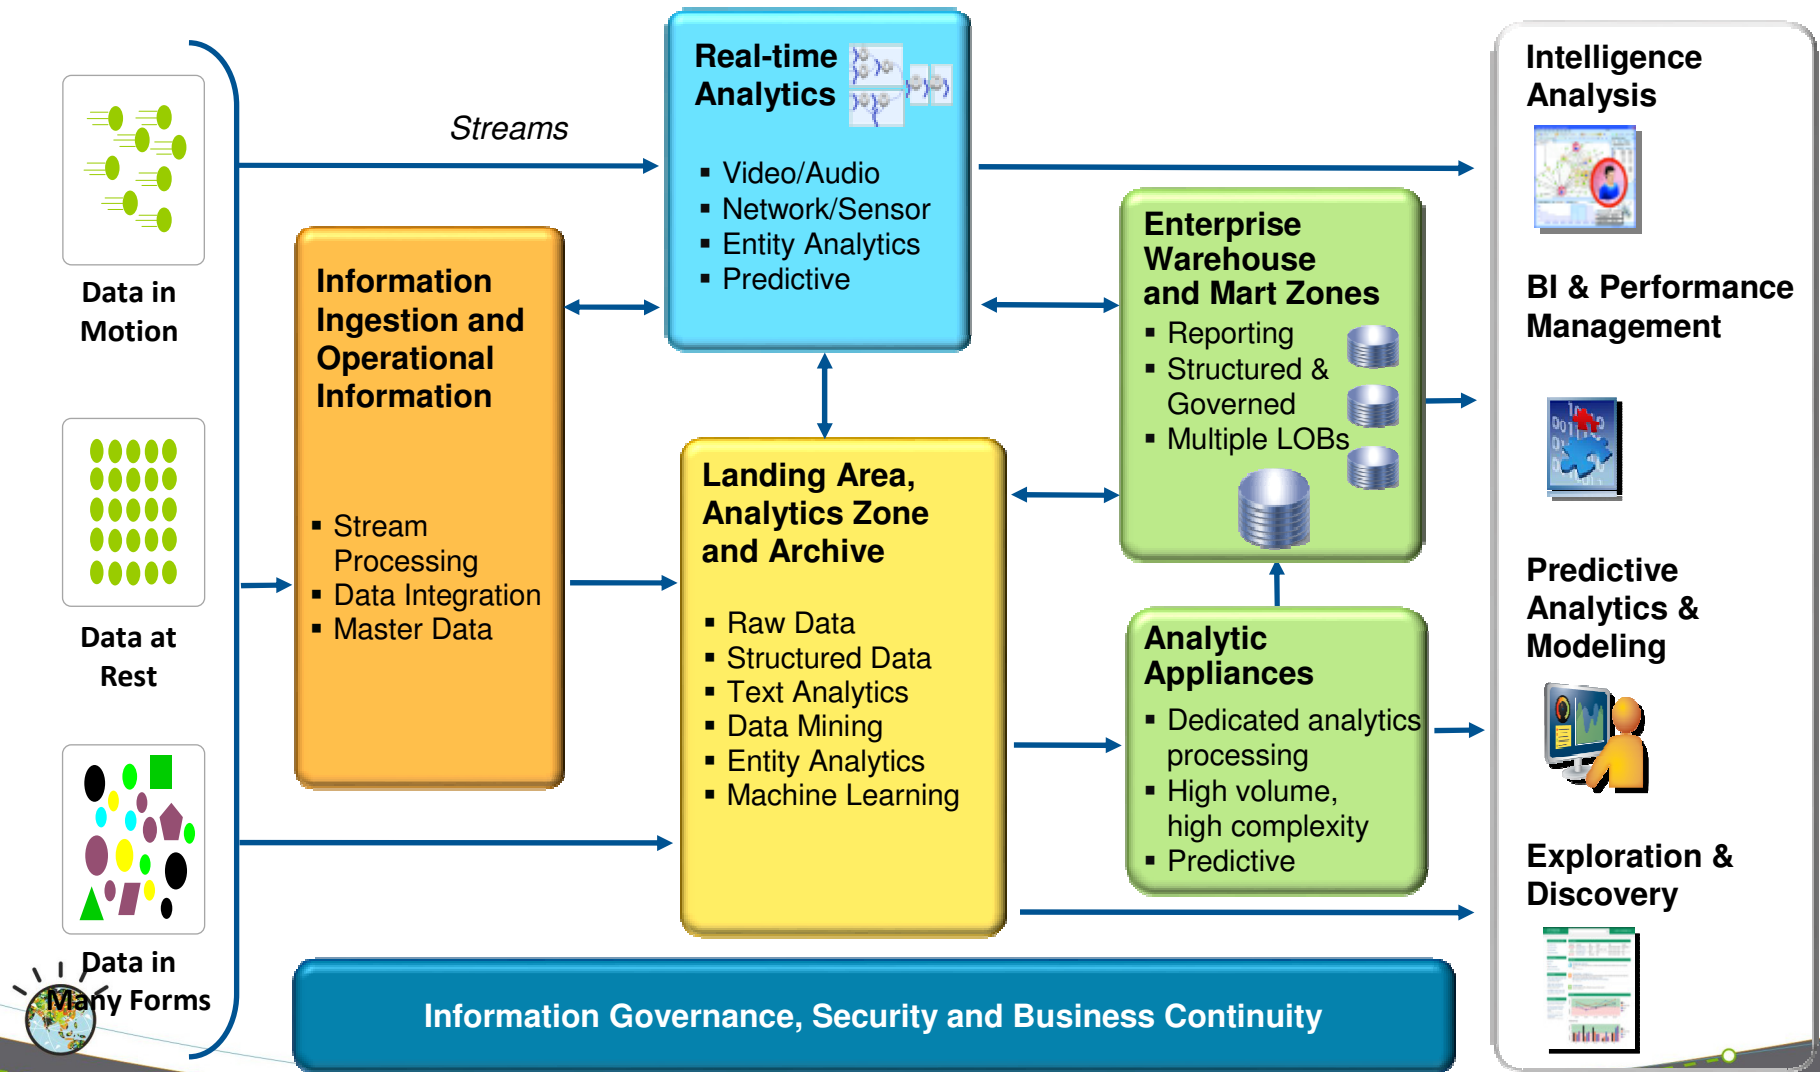 Data in
Motion
Data at
Rest
Data in
Many Forms
Streams
Information
Ingestion and
Operational
Information
▪ Stream
Processing
▪ Data Integration
▪ Master Data
Real-time
Analytics
▪ Video/Audio
▪ Network/Sensor
▪ Entity Analytics
▪ Predictive
Landing Area,
Analytics Zone
and Archive
▪ Raw Data
▪ Structured Data
▪ Text Analytics
▪ Data Mining
▪ Entity Analytics
▪ Machine Learning
Enterprise
Warehouse
and Mart Zones
▪ Reporting
▪ Structured &
Governed
▪ Multiple LOBs
Analytic
Appliances
▪ Dedicated analytics
processing
▪ High volume,
high complexity
▪ Predictive
Intelligence
Analysis
BI & Performance
Management
Predictive
Analytics &
Modeling
Exploration &
Discovery
Information Governance, Security and Business Continuity